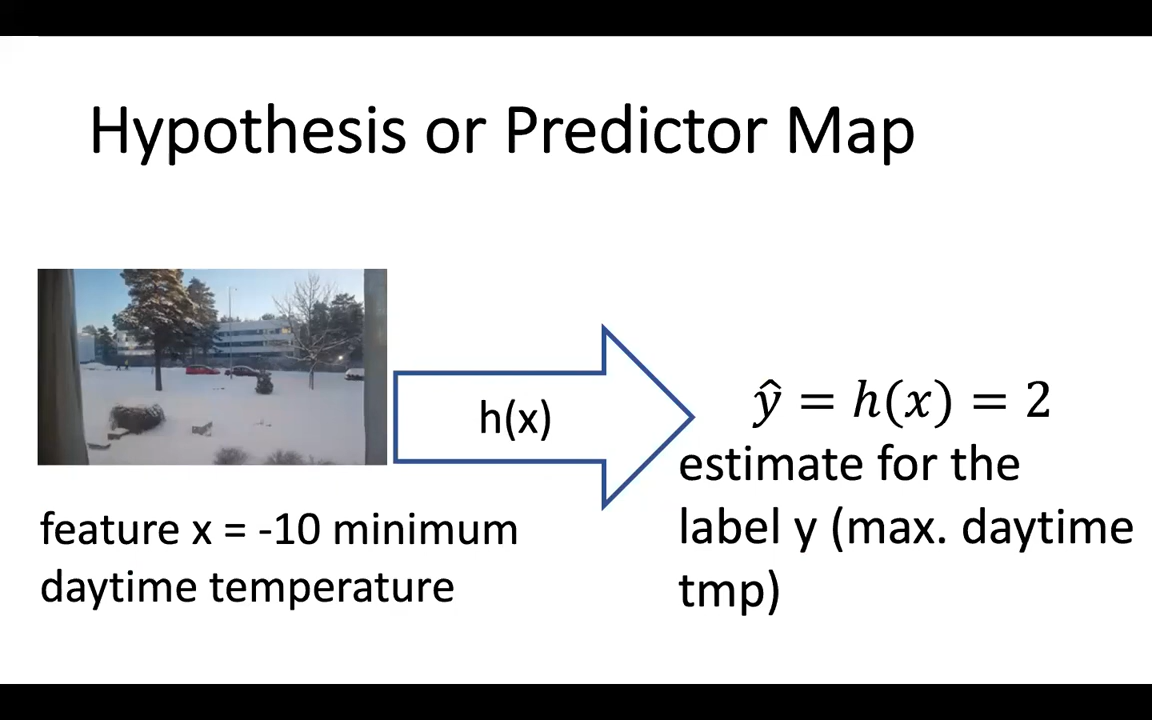 Hypothesis or Predictor Map
h(x)
ŷ = h(x) = 2
estimate for the
label y (max. daytime
tmp)
feature x = -10 minimum
daytime temperature